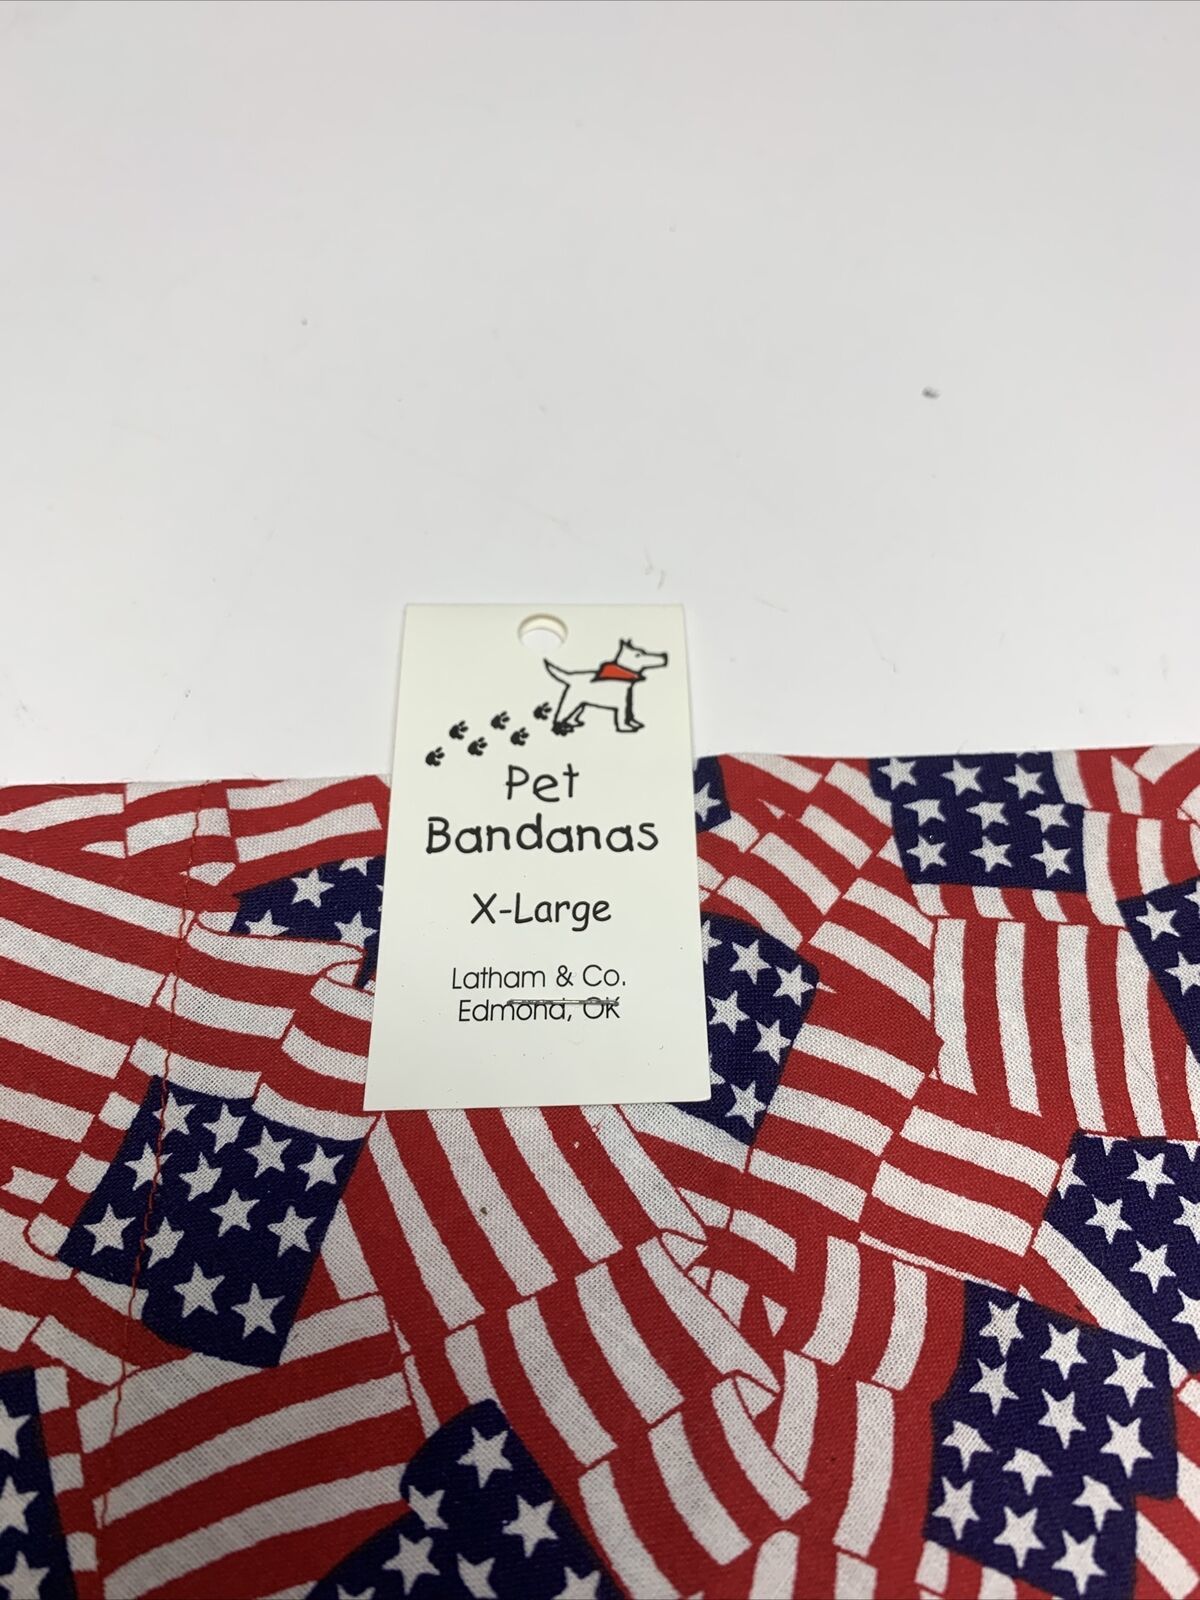 Pet
Bandanas
X-Large
Latham & Co.
Edmond, OK